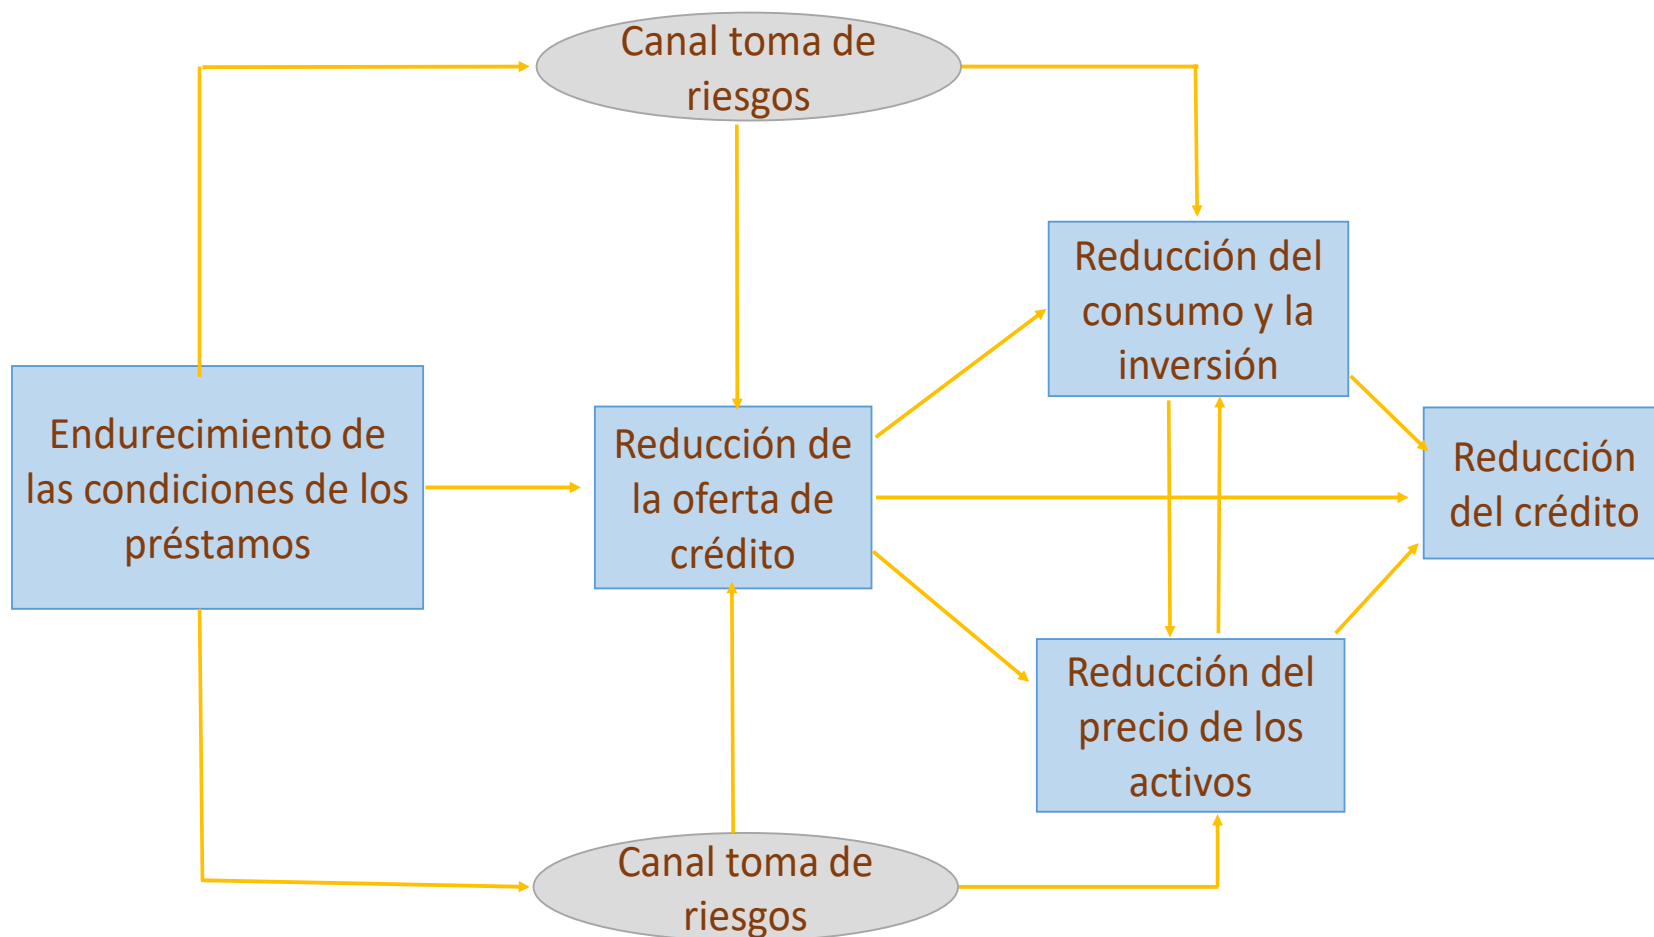 Canal toma de
riesgos
Reducción del
consumo y la
inversión
Endurecimiento de
las condiciones de los
préstamos
Reducción de
la oferta de
crédito
Reducción
del crédito
Reducción del
precio de los
activos
Canal toma de
riesgos